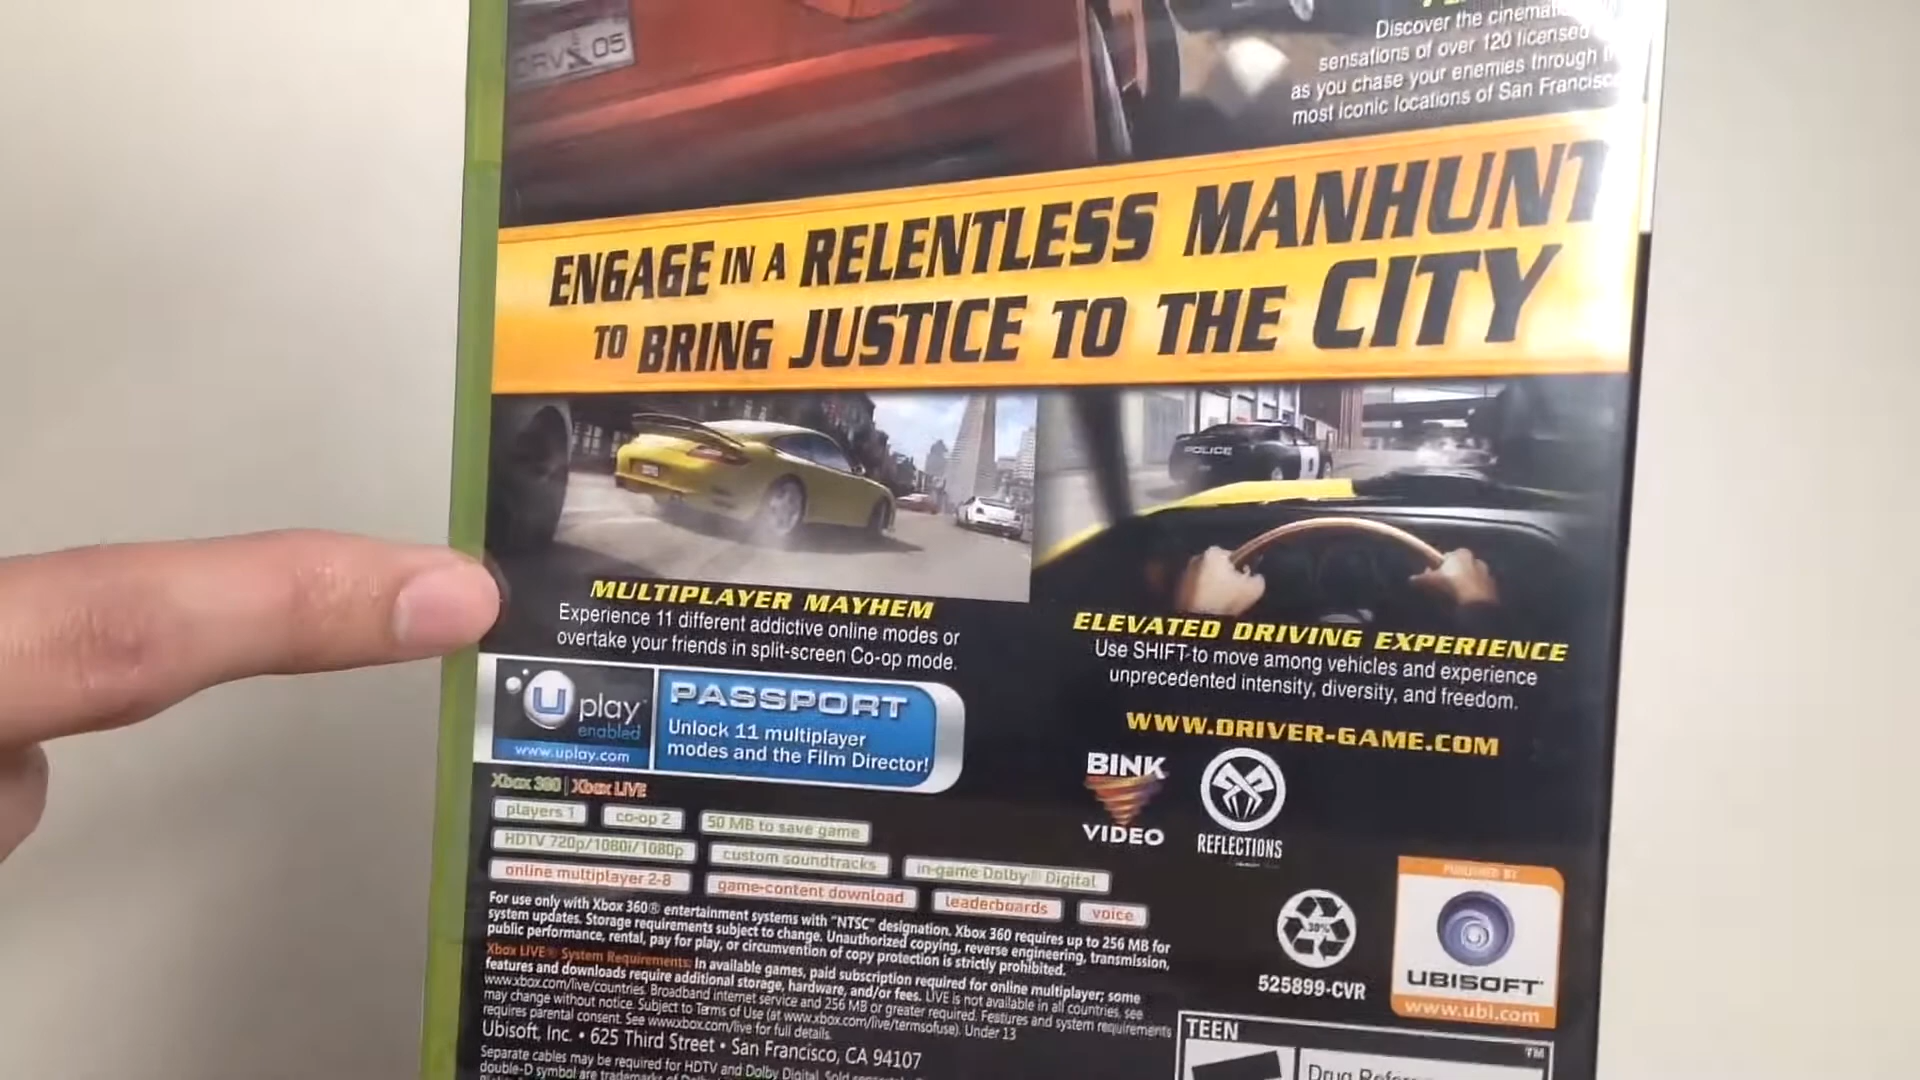 DRV 05
Discover the
sensations of over 120 licensed
as you chase your enemies through
most iconic locations of San Francisco
ENGAGE IN A RELENTLESS MANHUNT
TO BRING JUSTICE TO THE CITY
POLICE
MULTIPLAYER MAYHEM
Experience 11 different addictive online modes or
overtake your friends in split-screen Co-op mode.
ELEVATED DRIVING EXPERIENCE
Use SHIFT to move among vehicles and experience
unprecedented intensity, diversity, and freedom.
WWW.DRIVER-GAME.COM
U play
enabled
www.uplay.com
PASSPORT
Unlock 11 multiplayer
modes and the Film Director!
BINK
VIDEO
REFLECTIONS
Xbox 360 | Xbox LIVE
players 1
co-op 2
50 MB to save game
HDTV 720p/1080i/1080p
custom soundtracks
in-game Dolby® Digital
online multiplayer 2-8
game-content download
leaderboards
voice
For use only with Xbox 360® entertainment systems with "NTSC" designation. Xbox 360 requires up to 256 MB for
system updates. Storage requirements subject to change. Unauthorized copying, reverse engineering, transmission,
public performance, rental, pay for play, or circumvention of copy protection is strictly prohibited.
Xbox LIVE® System Requirements: In available games, paid subscription required for online multiplayer; some
features and downloads require additional storage, hardware, and/or fees. LIVE is not available in all countries, see
www.xbox.com/live/countries. Broadband internet service and 256 MB or greater required. Features and system requirements
may change without notice. Subject to Terms of Use (at www.xbox.com/live/termsofuse). Under 13
requires parental consent. See www.xbox.com/live for full details.
Ubisoft, Inc. • 625 Third Street • San Francisco, CA 94107
Separate cables may be required for HDTV and Dolby Digital. Sold
double-D symbol are trademarks of
30%
525899-CVR
PUBLISHED BY
UBISOFT
www.ubi.com
TEEN
TM
Drug